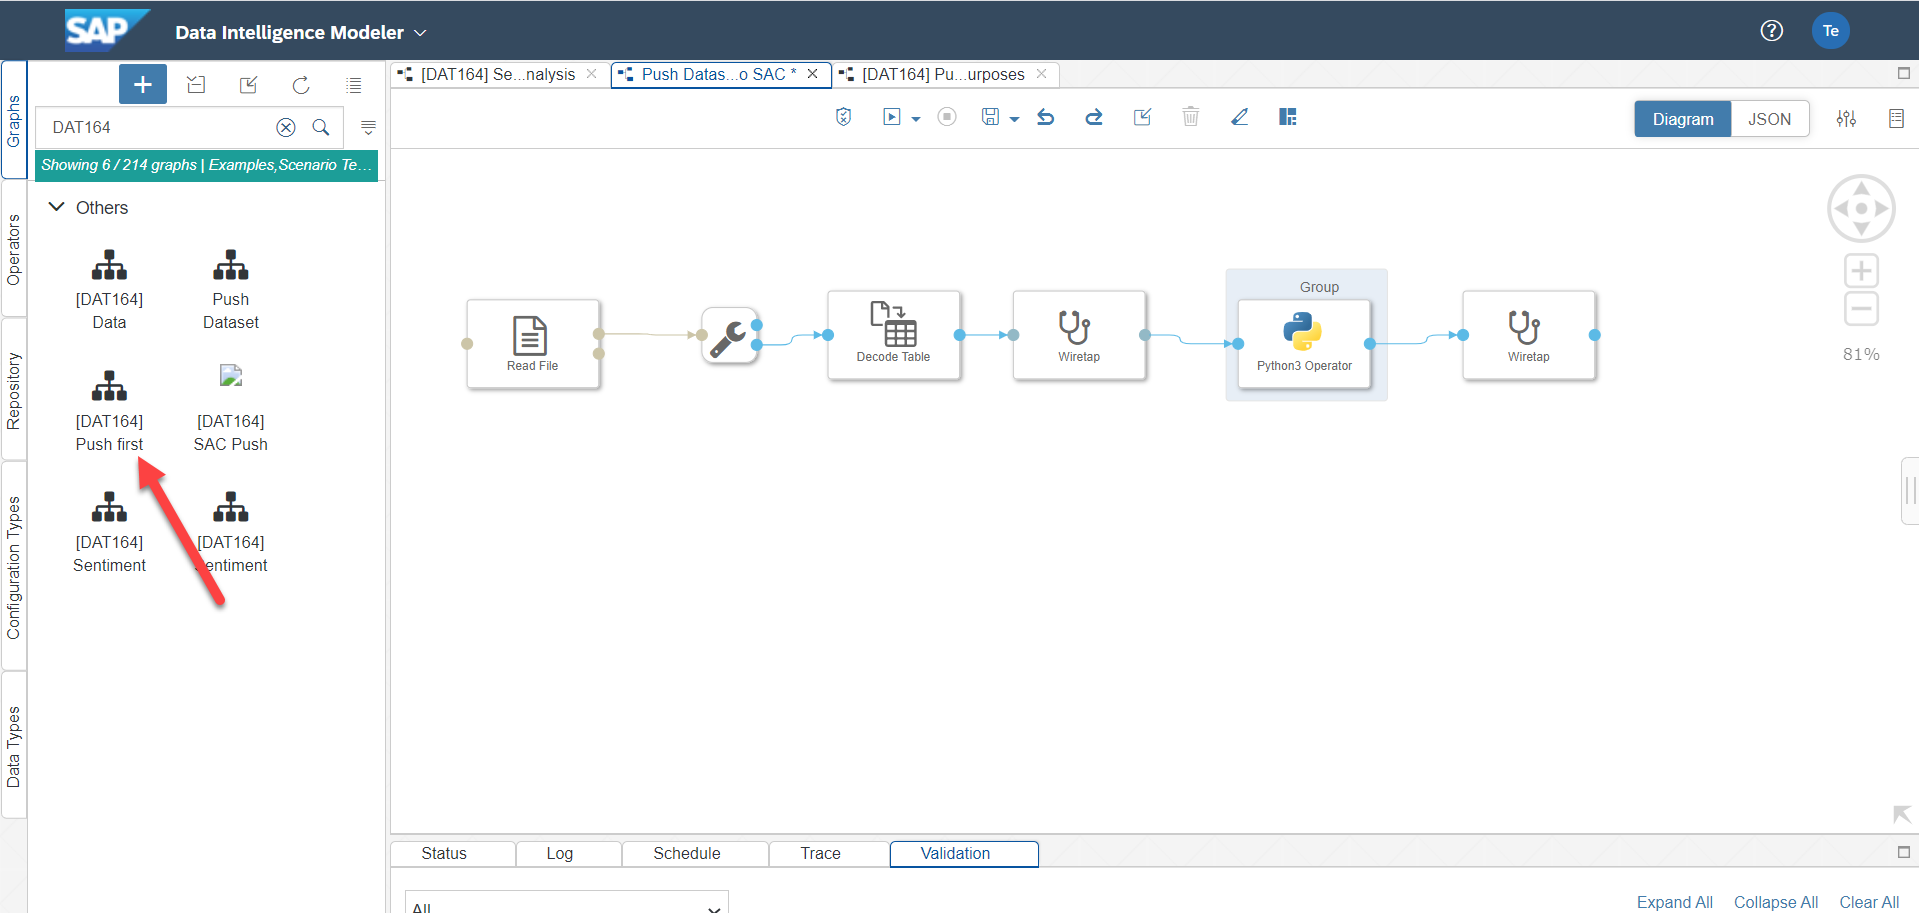 SAP
Data Intelligence Modeler
Te
Graphs
Operators
Repository
Configuration Types
Data Types
DAT164
Showing 6 / 214 graphs | Examples,Scenario Te...
Others
[DAT164]
Data
Push
Dataset
[DAT164]
Push first
[DAT164]
SAC Push
[DAT164]
Sentiment
[DAT164]
entiment
[DAT164] Se...nalysis
Push Datas...o SAC *
[DAT164] Pu...urposes
Diagram
JSON
Read File
Decode Table
Wiretap
Group
Python3 Operator
Wiretap
81%
Status
Log
Schedule
Trace
Validation
All
Expand All
Collapse All
Clear All